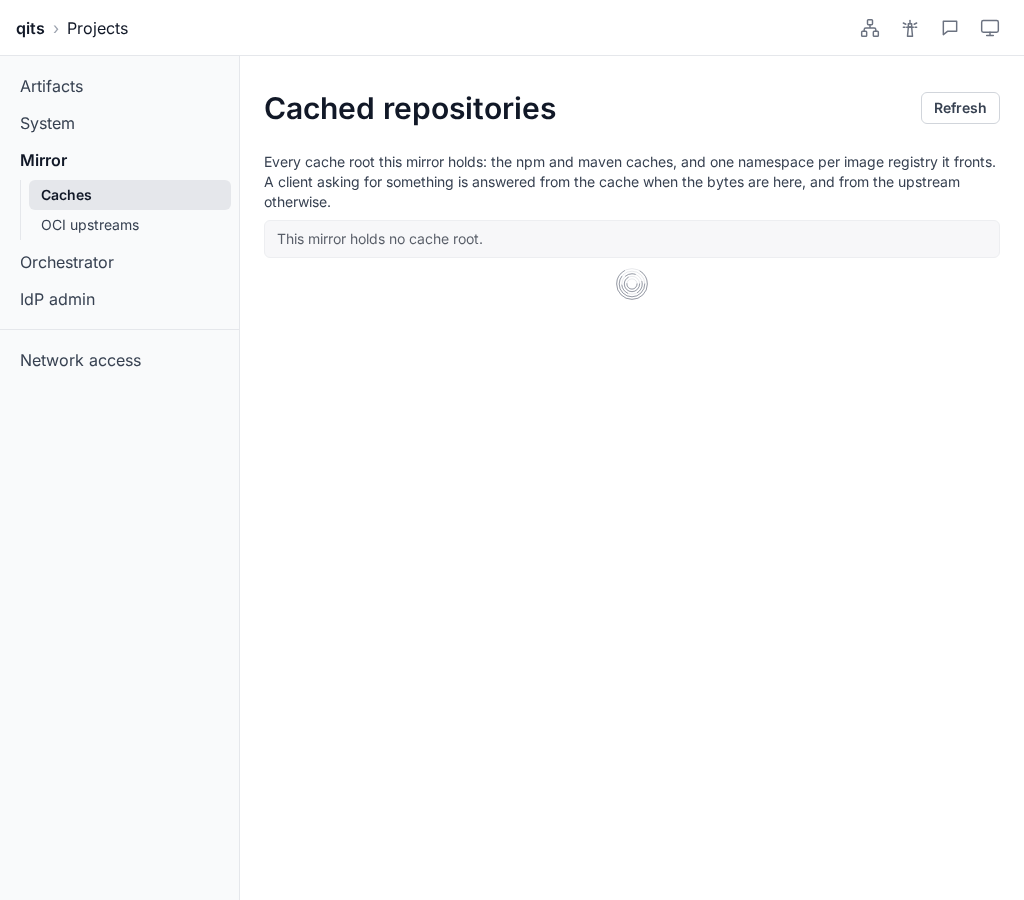 qits › Projects
Artifacts
System
Mirror
Caches
OCI upstreams
Orchestrator
IdP admin
Network access
Cached repositories
Refresh
Every cache root this mirror holds: the npm and maven caches, and one namespace per image registry it fronts.
A client asking for something is answered from the cache when the bytes are here, and from the upstream
otherwise.
This mirror holds no cache root.